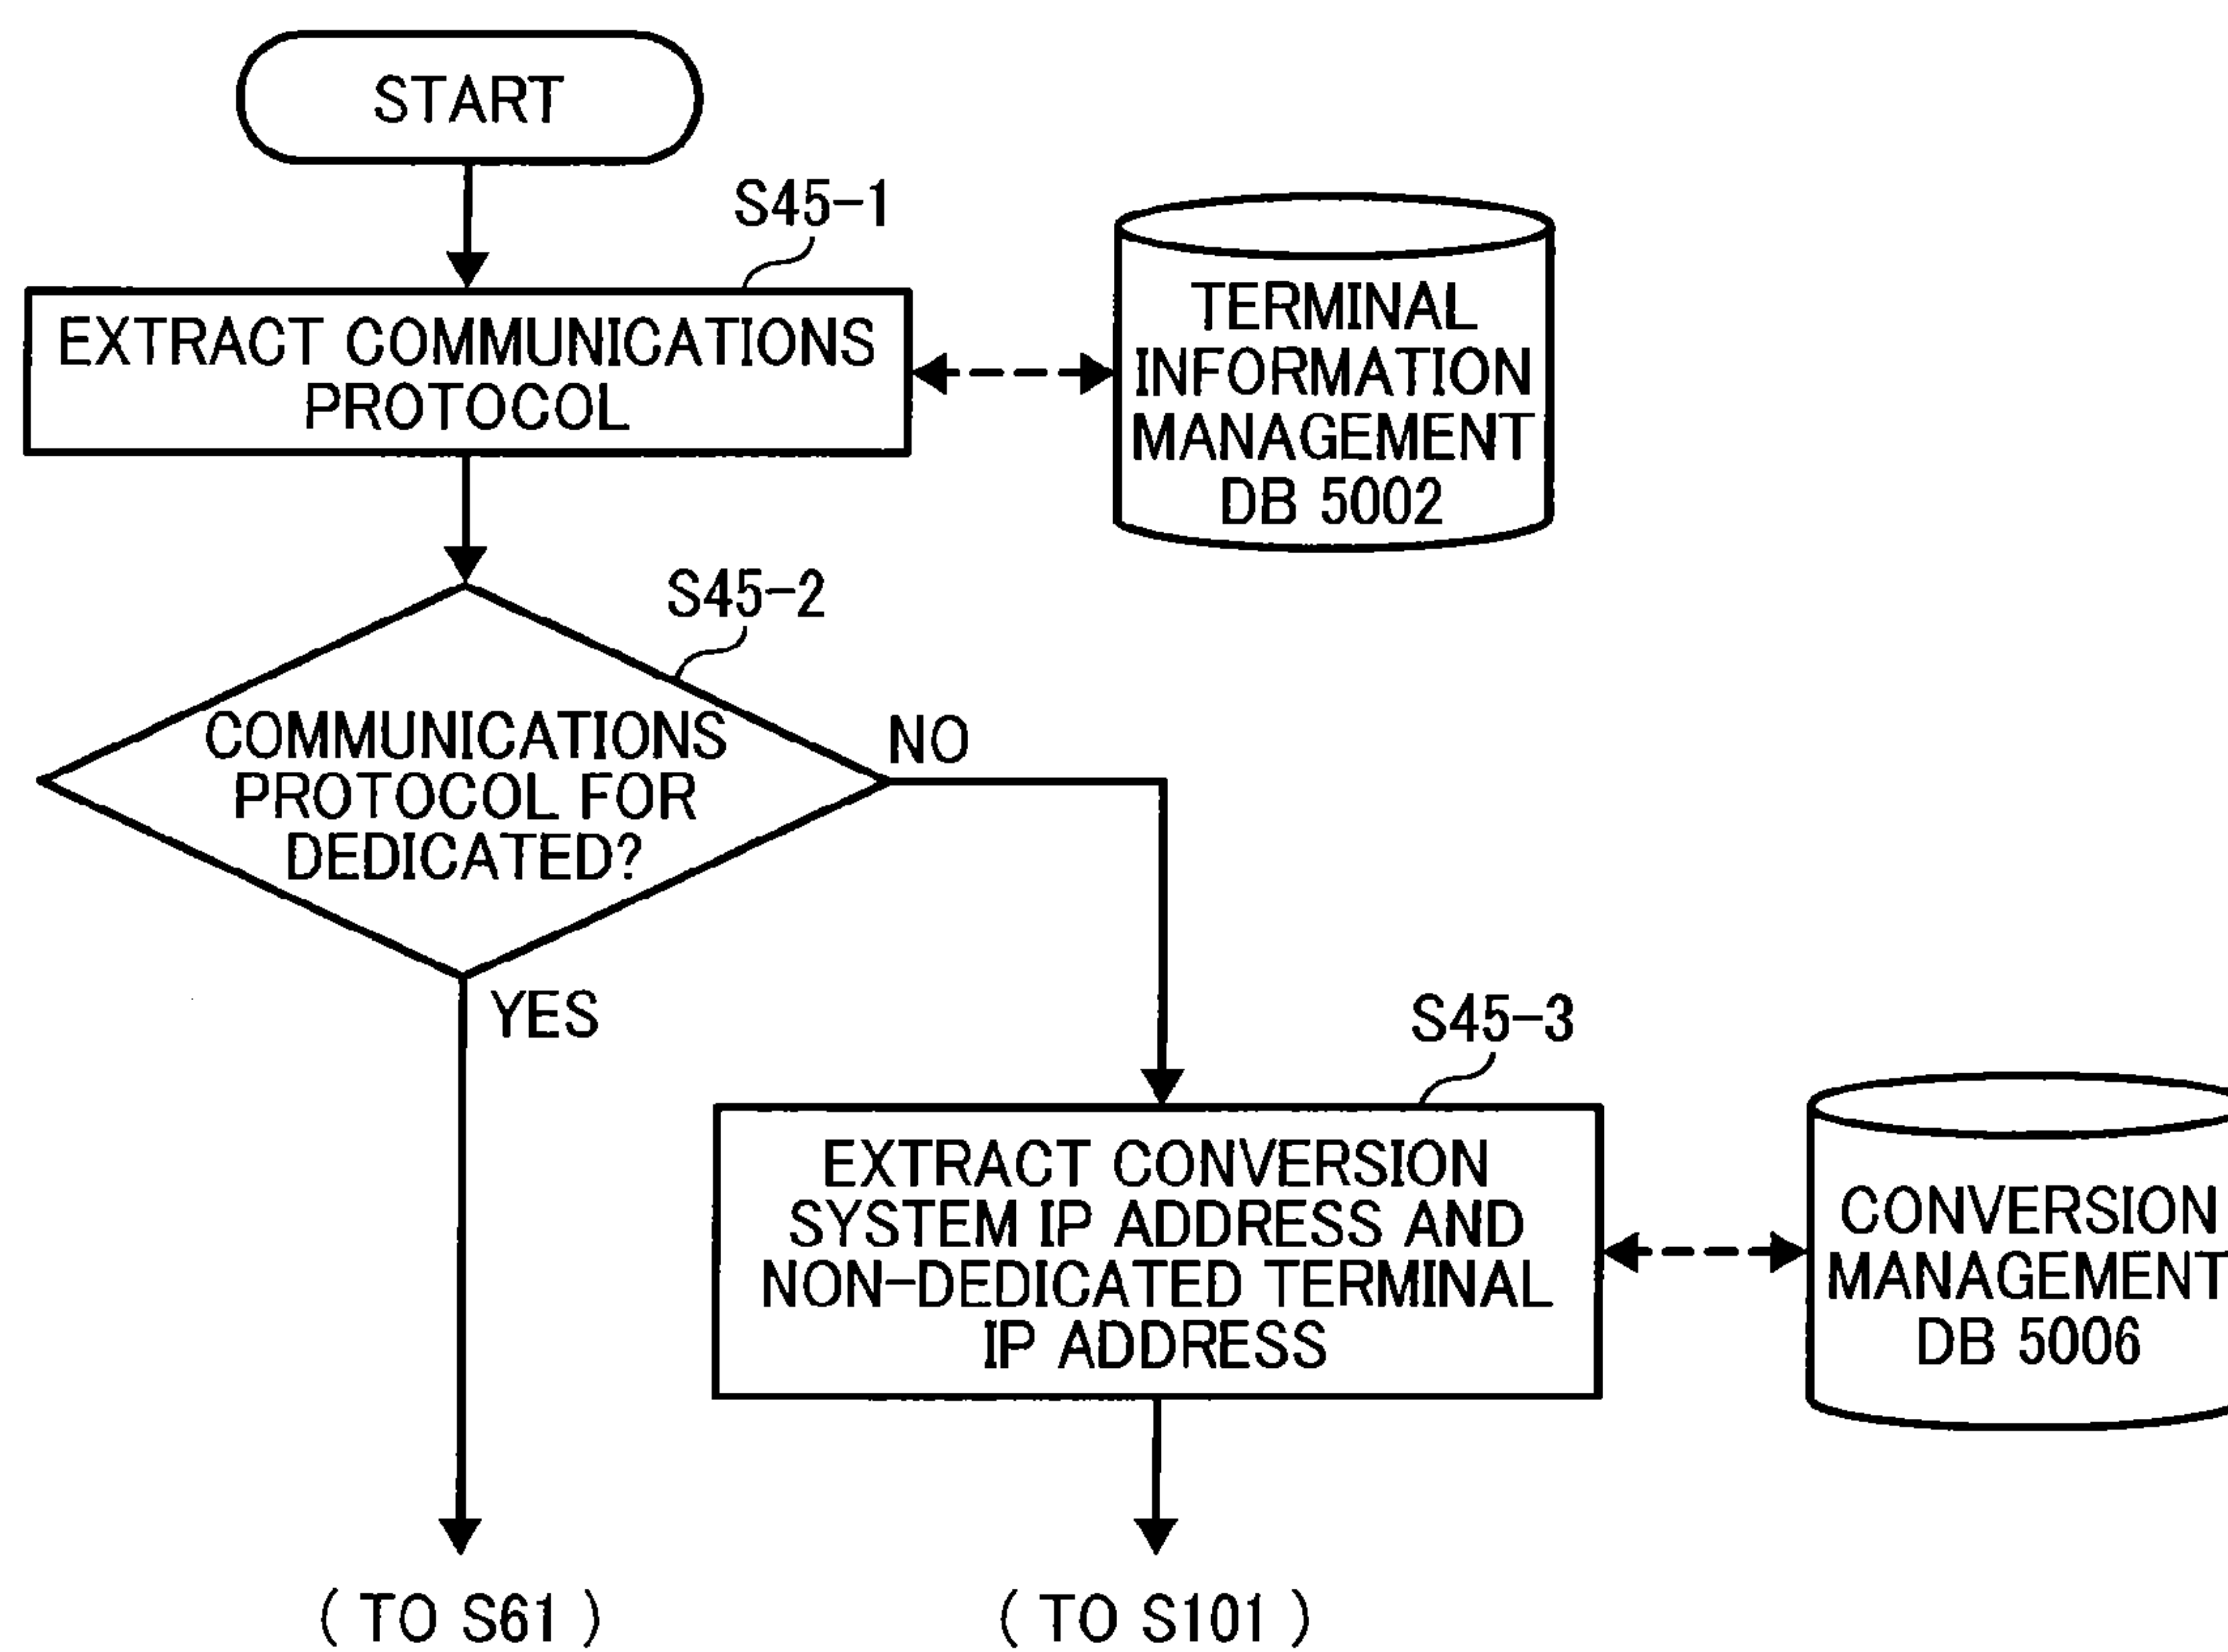 START
S45-1
EXTRACT COMMUNICATIONS
PROTOCOL
TERMINAL
INFORMATION
MANAGEMENT
DB 5002
S45-2
COMMUNICATIONS
PROTOCOL FOR
DEDICATED?
NO
YES
S45-3
EXTRACT CONVERSION
SYSTEM IP ADDRESS AND
NON-DEDICATED TERMINAL
IP ADDRESS
CONVERSION
MANAGEMENT
DB 5006
( TO S61 )
( TO S101 )